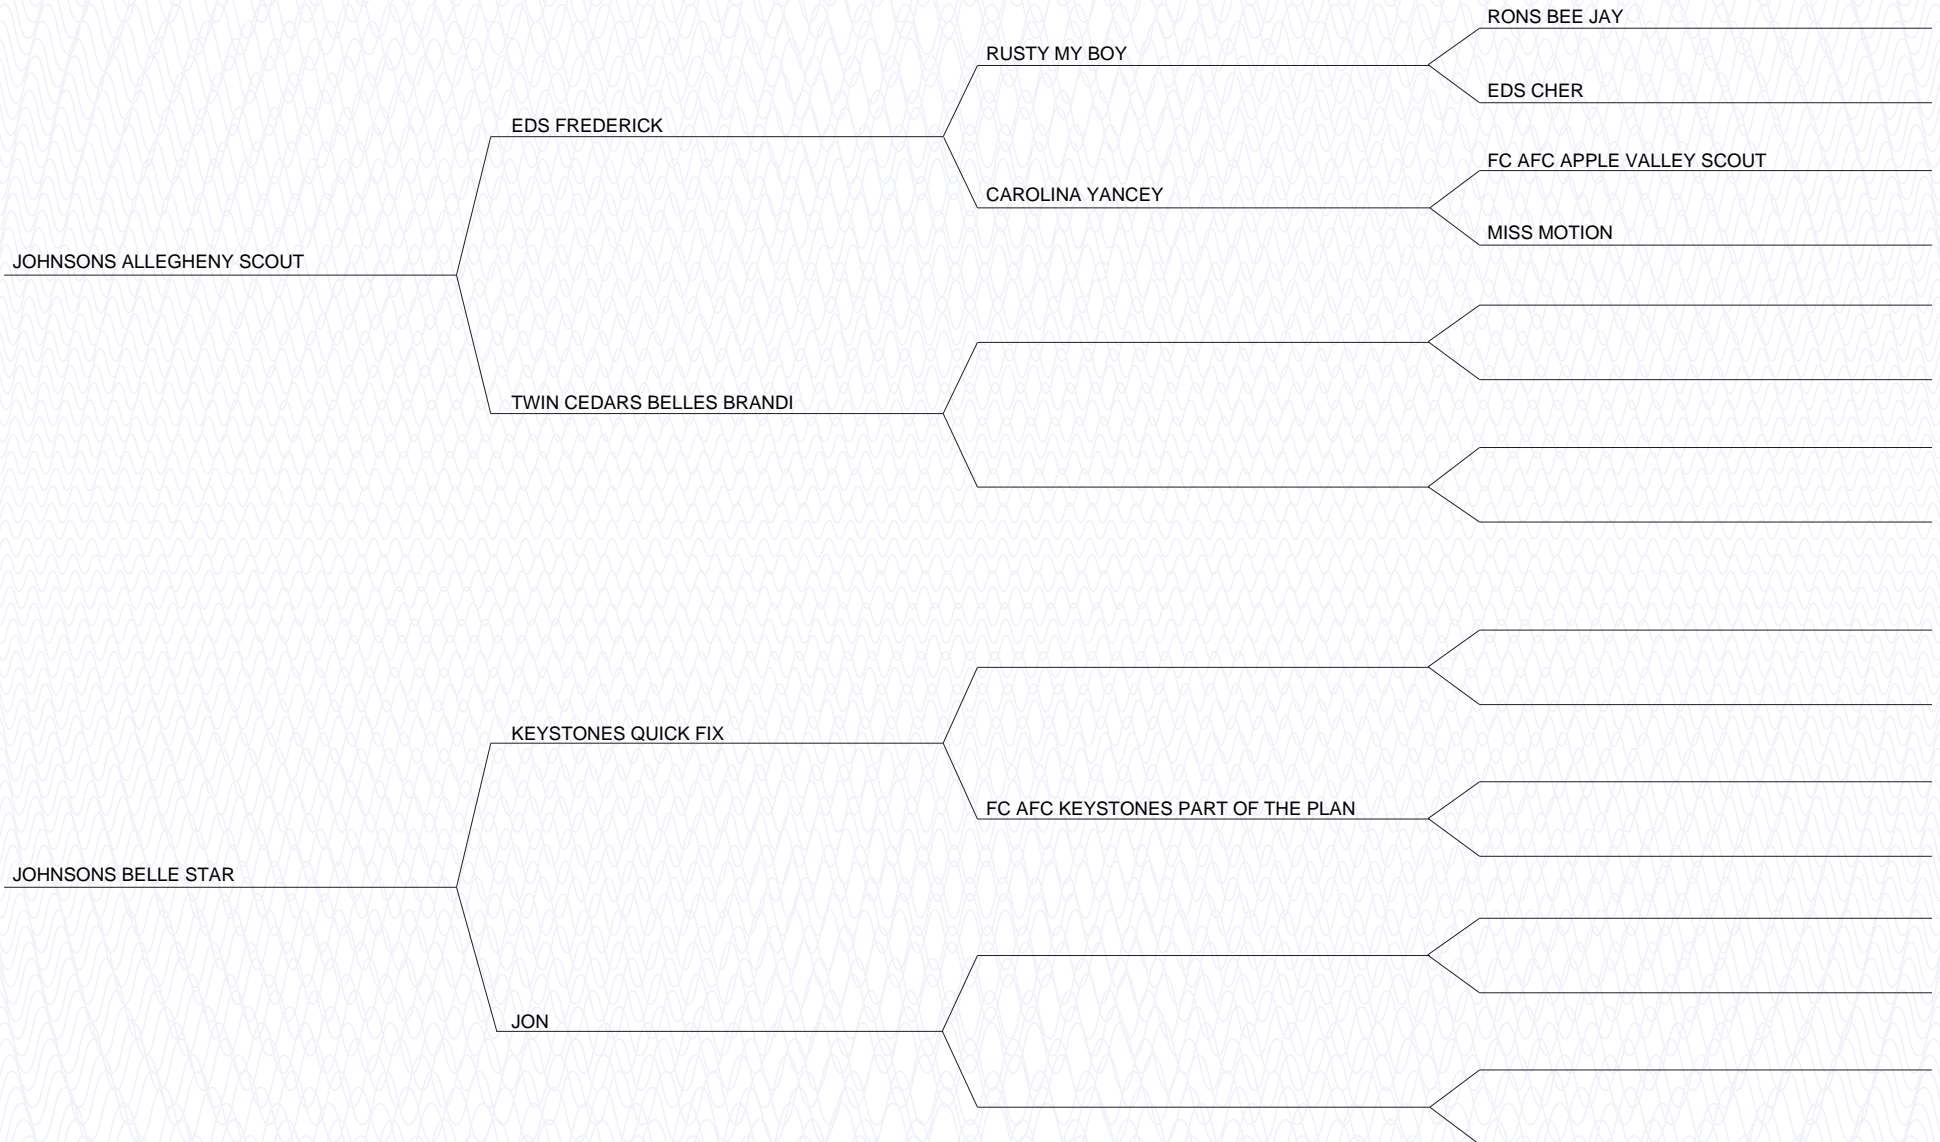 RONS BEE JAY
RUSTY MY BOY
EDS CHER
EDS FREDERICK
FC AFC APPLE VALLEY SCOUT
CAROLINA YANCEY
MISS MOTION
JOHNSONS ALLEGHENY SCOUT
TWIN CEDARS BELLES BRANDI
KEYSTONES QUICK FIX
FC AFC KEYSTONES PART OF THE PLAN
JOHNSONS BELLE STAR
JON